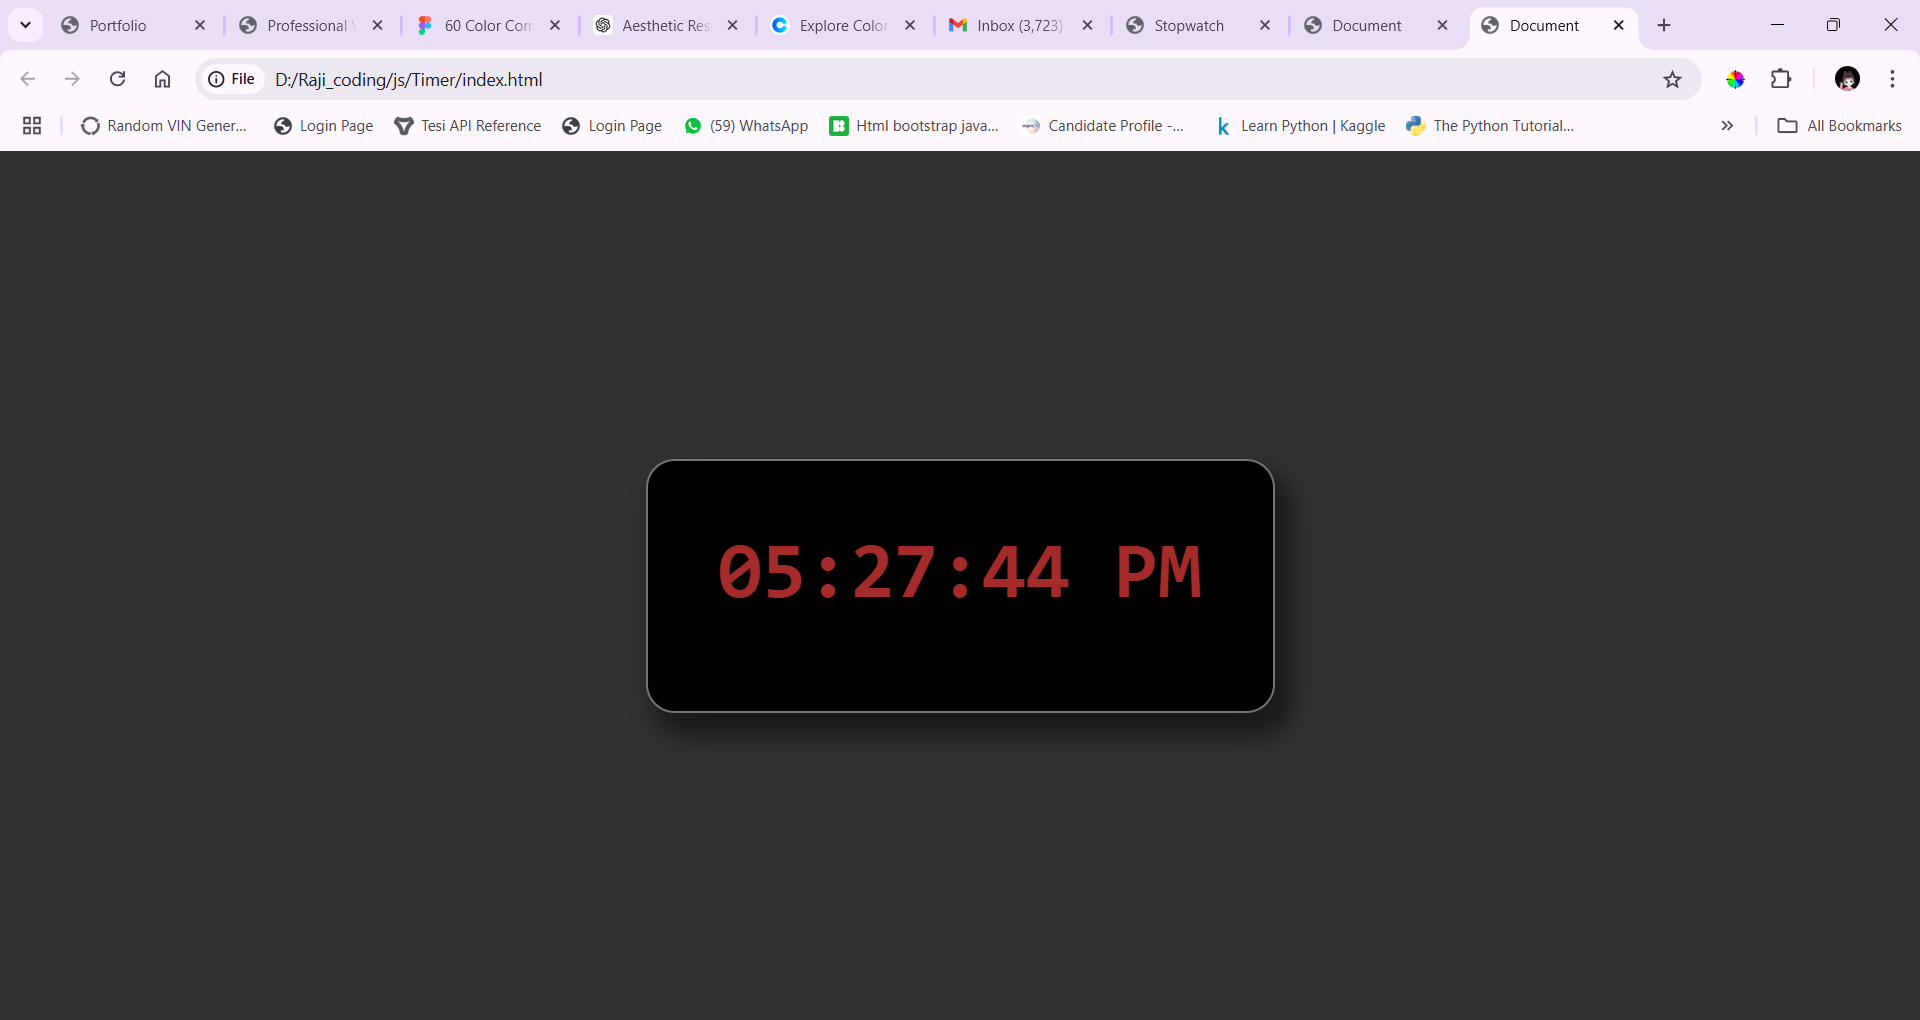 Portfolio
Professional
60 Color Com
Aesthetic Res
Explore Color
Inbox (3,723)
Stopwatch
Document
Document
File
D:/Raji_coding/js/Timer/index.html
Random VIN Gener...
Login Page
Tesi API Reference
Login Page
(59) WhatsApp
Html bootstrap java...
Candidate Profile -...
Learn Python | Kaggle
The Python Tutorial...
All Bookmarks
05:27:44 PM